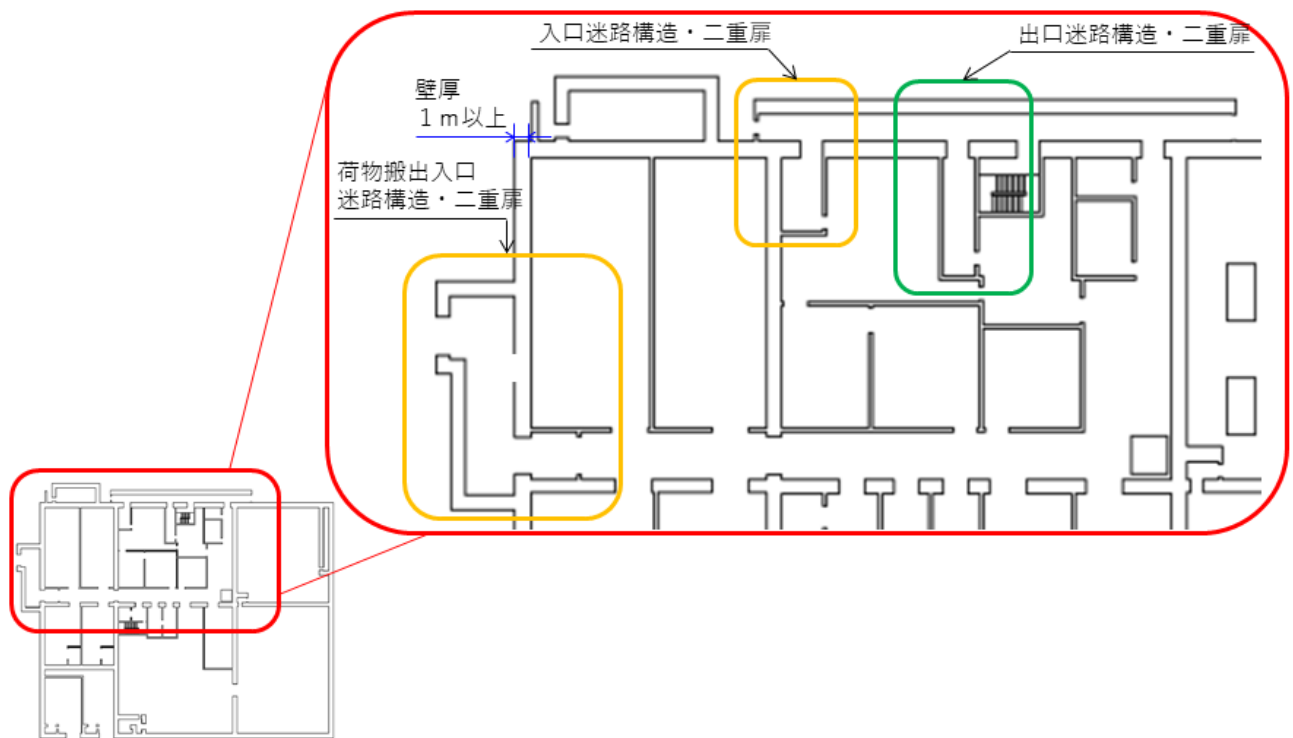 入口迷路構造・二重扉
出口迷路構造・二重扉
壁厚
１ｍ以上
荷物搬出入口
迷路構造・二重扉